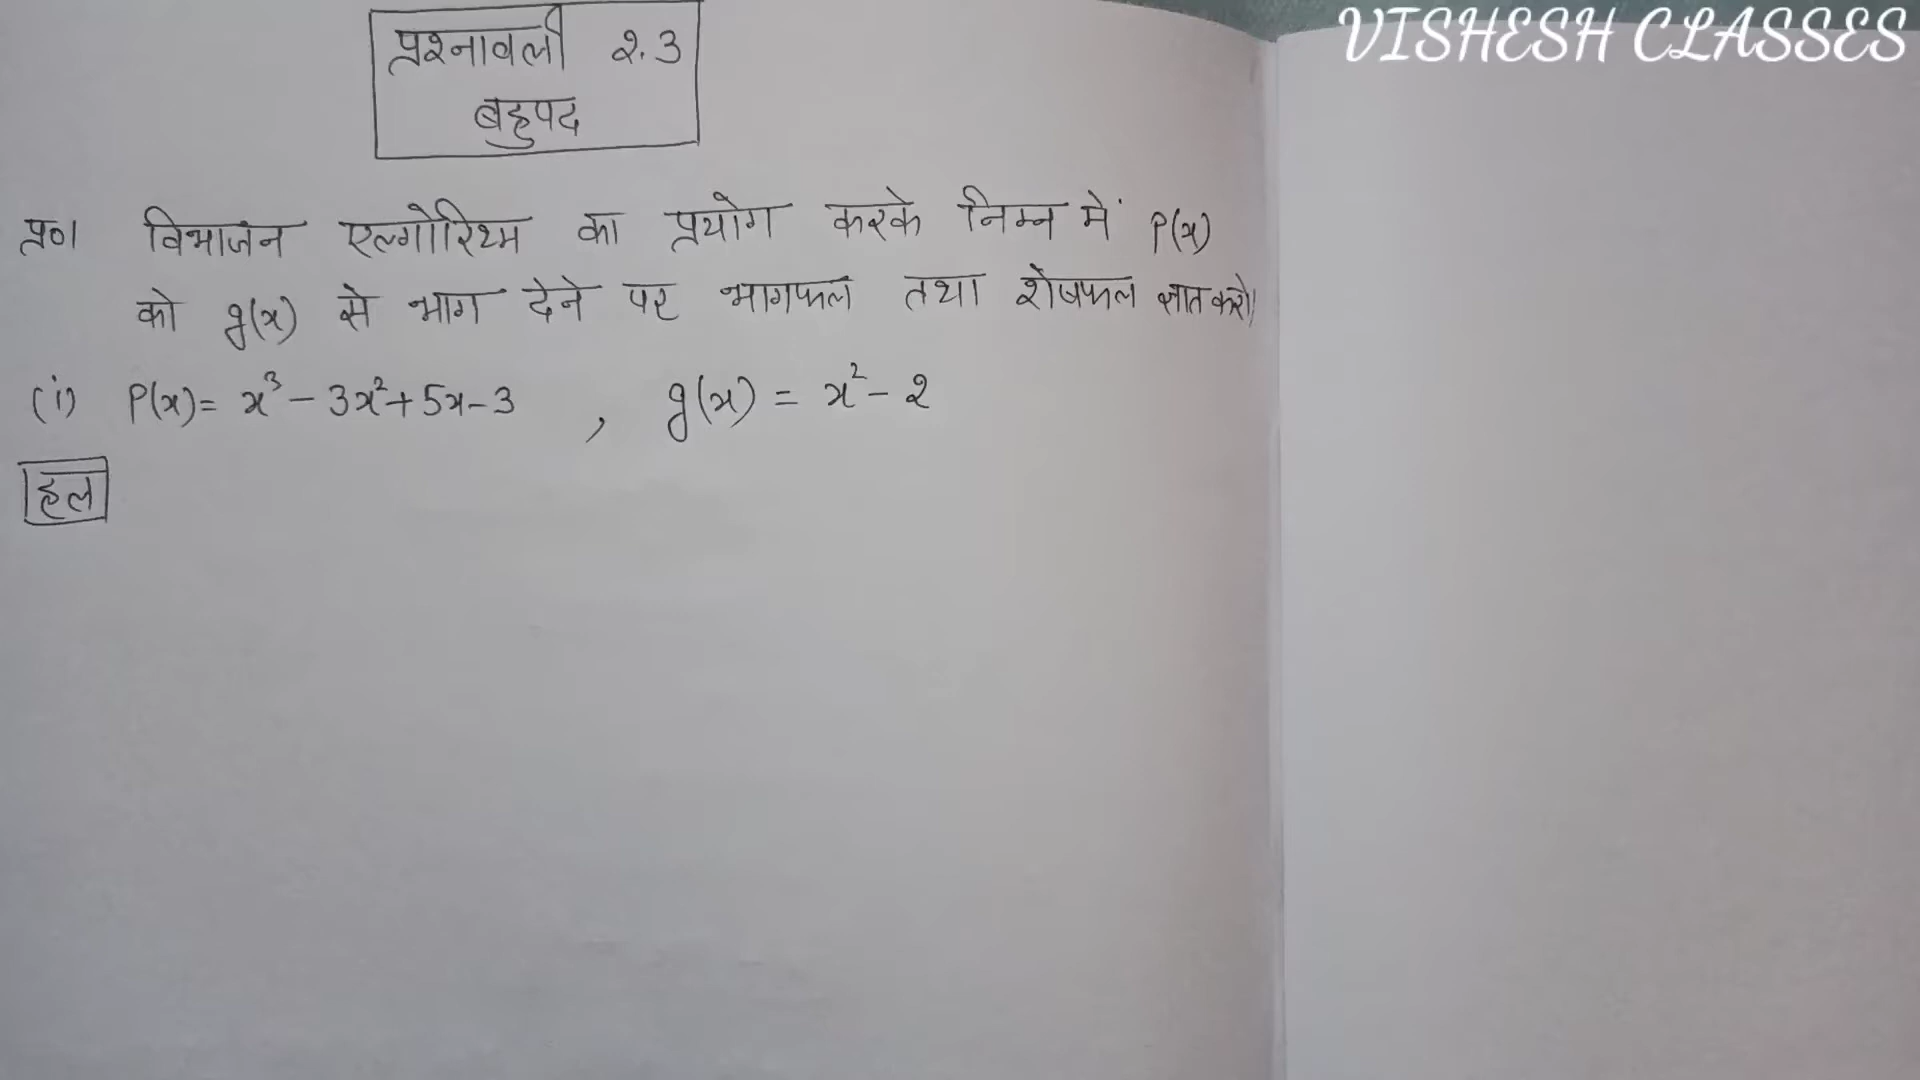 VISHESH CLASSES
प्रश्नावली 2.3
बहुपद
प्र०1 विभाजन एल्गोरिथ्म का प्रयोग करके निम्न में P(x)
को g(x) से भाग देने पर भागफल तथा शेषफल ज्ञात करो।
(i) P(x) = x³ - 3x² + 5x - 3 , g(x) = x² - 2
हल